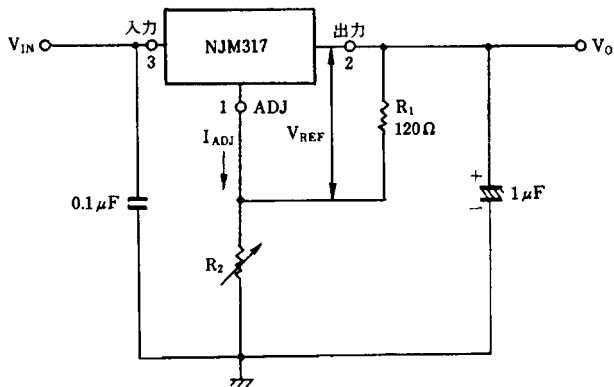 V_IN
入力
3
NJM317
出力
2
V_O
1
ADJ
I_ADJ
V_REF
R_1
120Ω
0.1μF
R_2
+
−
1μF